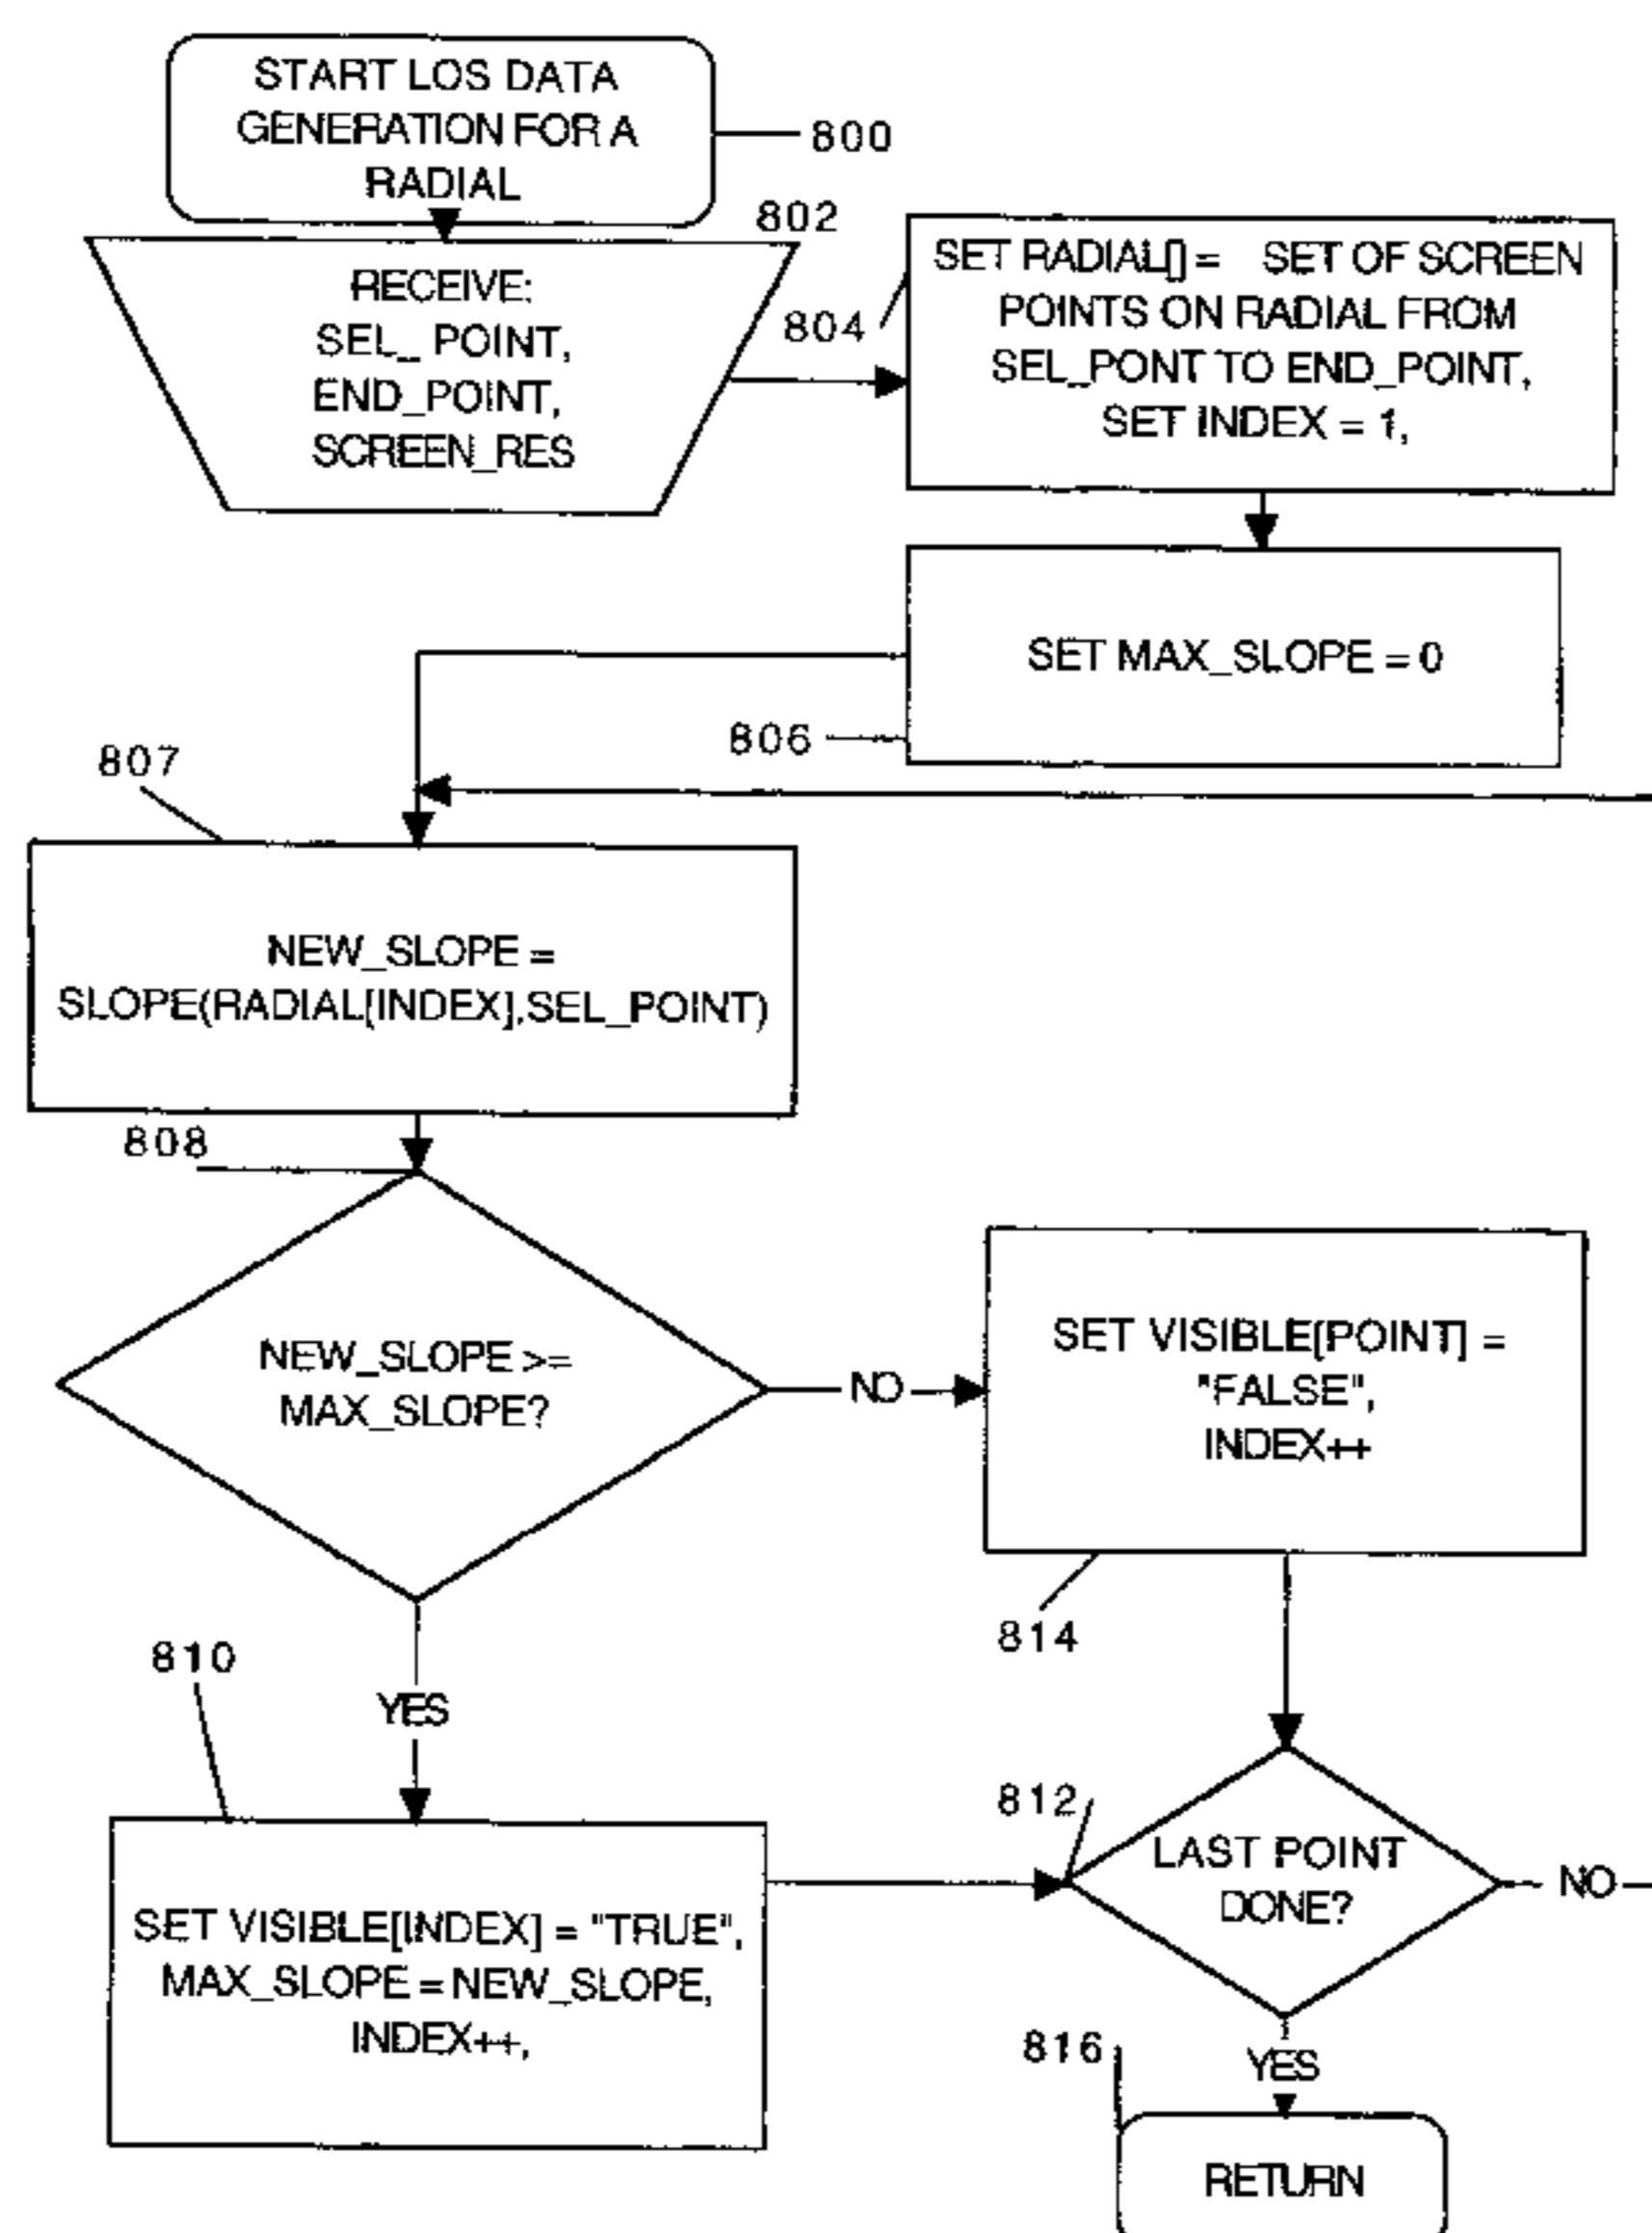 START LOS DATA
GENERATION FOR A
RADIAL
800
802
RECEIVE:
SEL_ POINT,
END_POINT,
SCREEN_RES
804
SET RADIAL[] = SET OF SCREEN
POINTS ON RADIAL FROM
SEL_PONT TO END_POINT,
SET INDEX = 1,
SET MAX_SLOPE = 0
806
807
NEW_SLOPE =
SLOPE(RADIAL[INDEX],SEL_POINT)
808
NEW_SLOPE >=
MAX_SLOPE?
NO
SET VISIBLE[POINT] =
"FALSE",
INDEX++
814
YES
810
SET VISIBLE[INDEX] = "TRUE",
MAX_SLOPE = NEW_SLOPE,
INDEX++,
812
LAST POINT
DONE?
NO
YES
816
RETURN